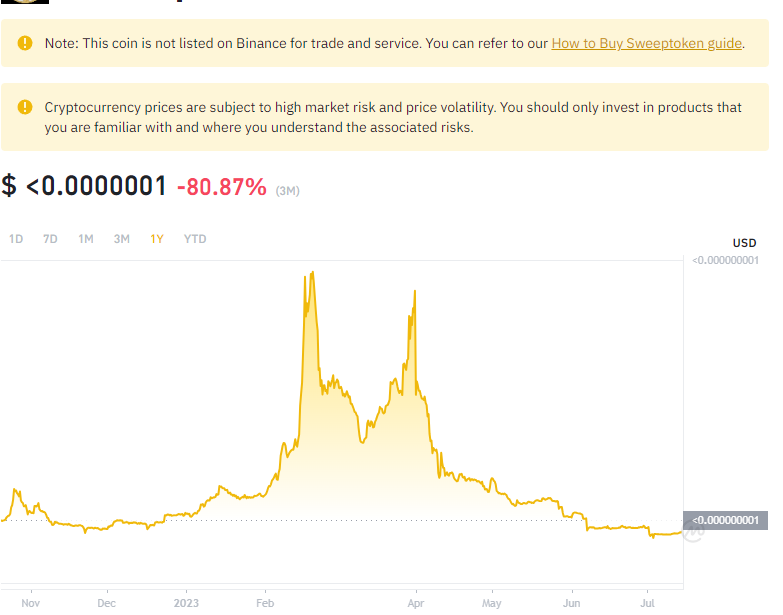 Note: This coin is not listed on Binance for trade and service. You can refer to our How to Buy Sweeptoken guide.
Cryptocurrency prices are subject to high market risk and price volatility. You should only invest in products that
you are familiar with and where you understand the associated risks.
$ <0.0000001 -80.87% (3M)
1D 7D 1M 3M 1Y YTD
USD
<0.000000001
<0.000000001
Nov Dec 2023 Feb Apr May Jun Jul